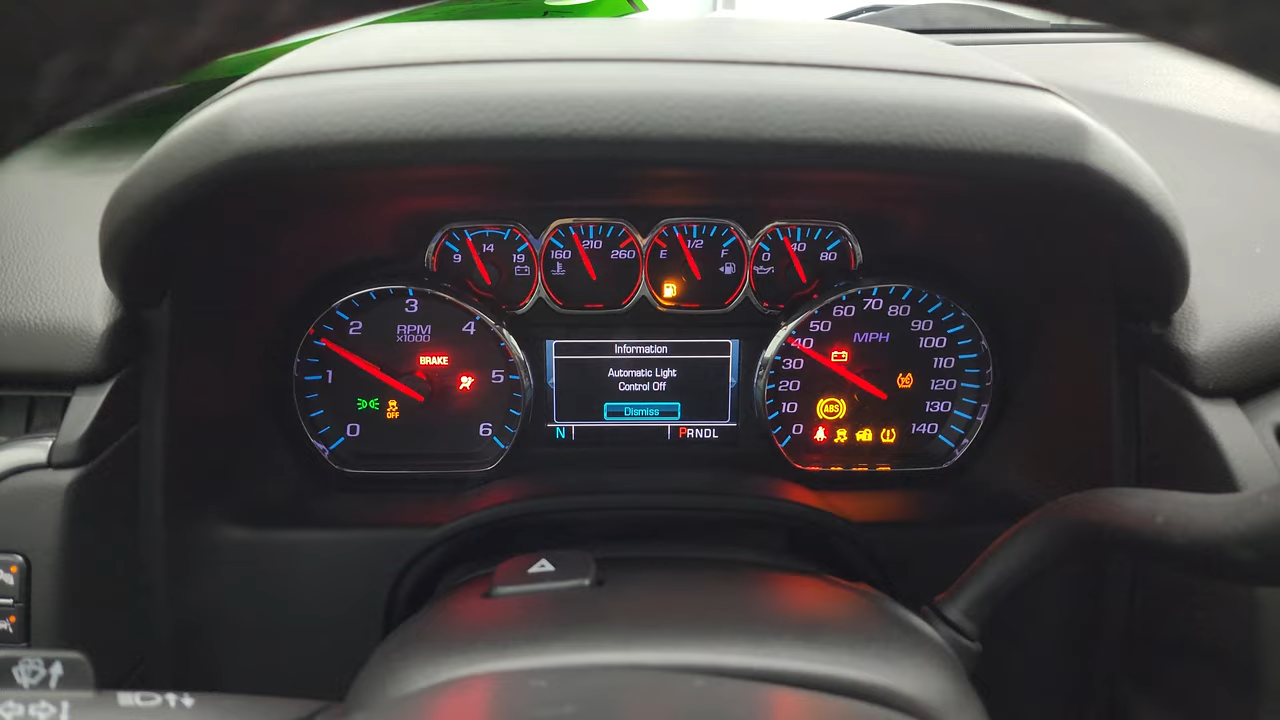 9 14 19
160 210 260
E 1/2 F
0 40 80
0 1 2 3 4 5 6
RPM
x1000
BRAKE
OFF
Information
Automatic Light
Control Off
Dismiss
N
PRNDL
0 10 20 30 40 50 60 70 80 90 100 110 120 130 140
MPH
TC
ABS